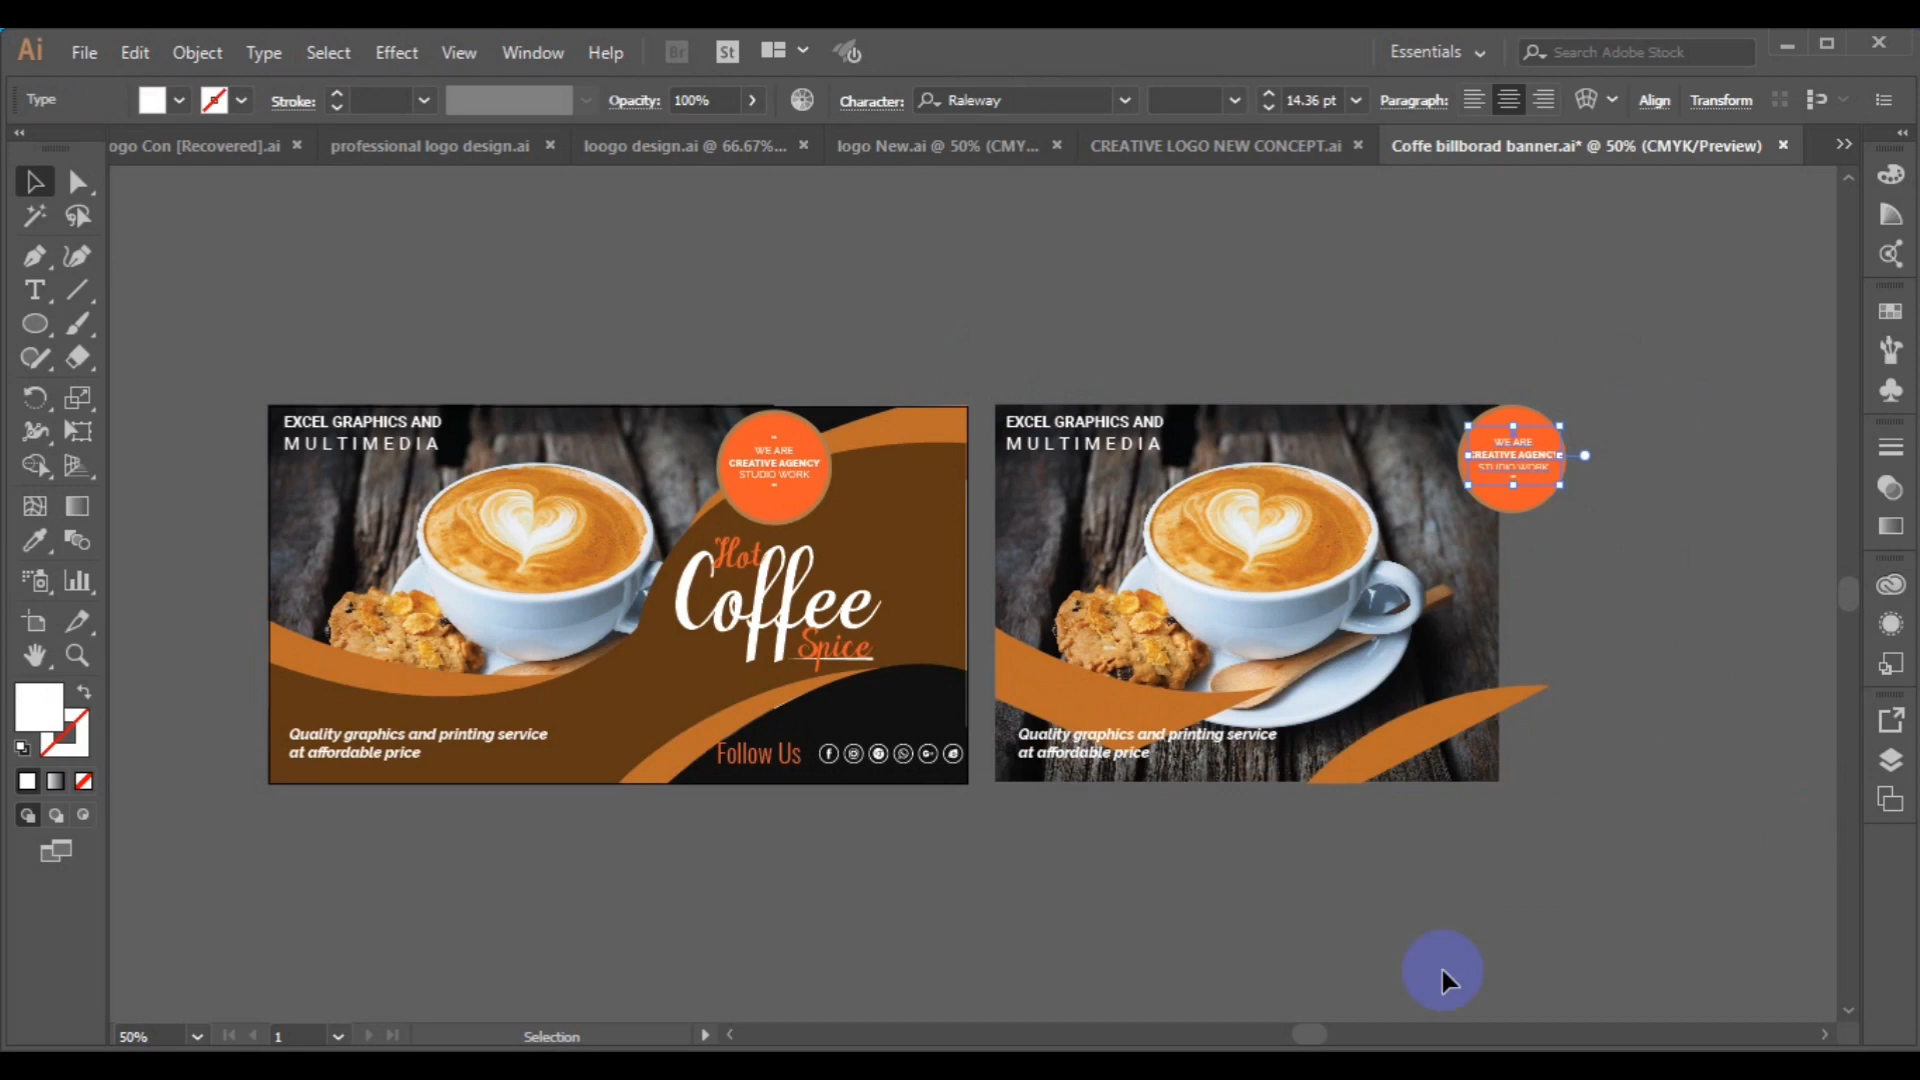 Ai File Edit Object Type Select Effect View Window Help Br St Essentials Search Adobe Stock
Type Stroke: Opacity: 100% Character: Raleway 14.36 pt Paragraph: Align Transform
ogo Con [Recovered].ai professional logo design.ai loogo design.ai @ 66.67%... logo New.ai @ 50% (CMY... CREATIVE LOGO NEW CONCEPT.ai Coffe billborad banner.ai* @ 50% (CMYK/Preview)
EXCEL GRAPHICS AND
MULTIMEDIA
WE ARE
CREATIVE AGENCY
STUDIO WORK
Hot
Coffee
Spice
Quality graphics and printing service
at affordable price
Follow Us
EXCEL GRAPHICS AND
MULTIMEDIA
WE ARE
CREATIVE AGENCY
STUDIO WORK
Quality graphics and printing service
at affordable price
50% 1 Selection